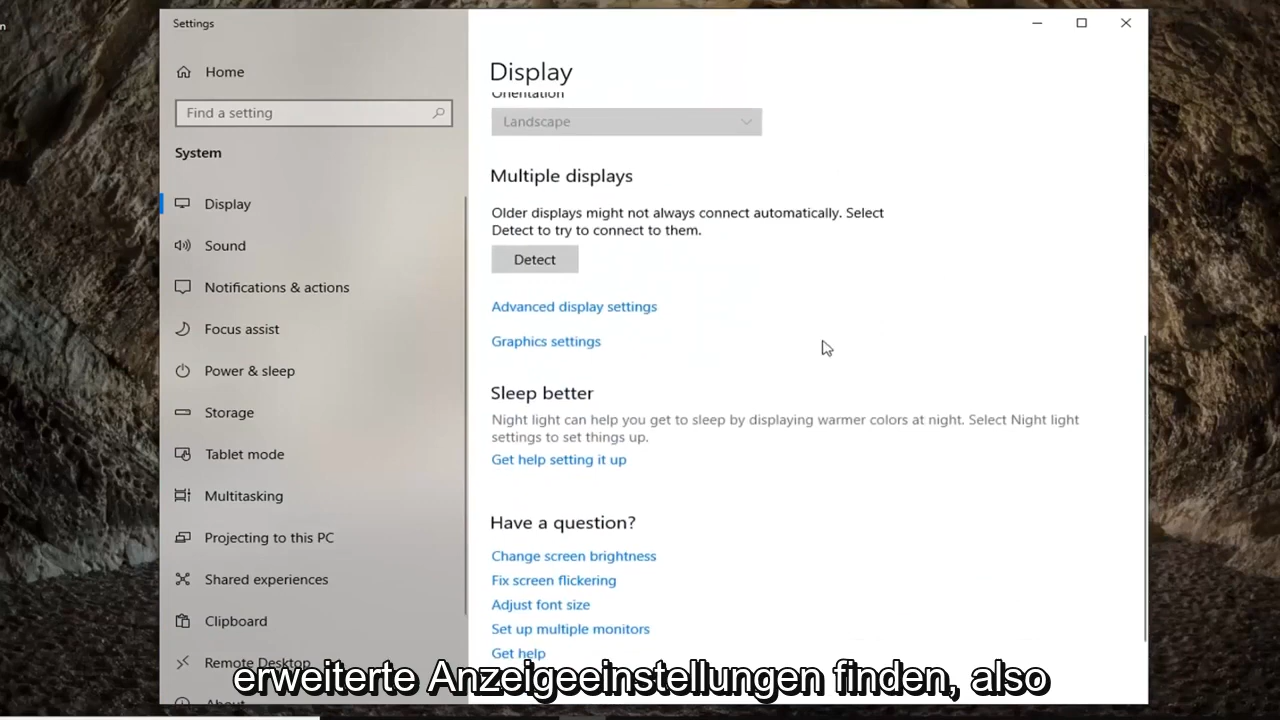 n
Settings
Home
Find a setting
System
Display
Sound
Notifications & actions
Focus assist
Power & sleep
Storage
Tablet mode
Multitasking
Projecting to this PC
Shared experiences
Clipboard
Remote Desktop
About
Display
Orientation
Landscape
Multiple displays
Older displays might not always connect automatically. Select
Detect to try to connect to them.
Detect
Advanced display settings
Graphics settings
Sleep better
Night light can help you get to sleep by displaying warmer colors at night. Select Night light
settings to set things up.
Get help setting it up
Have a question?
Change screen brightness
Fix screen flickering
Adjust font size
Set up multiple monitors
Get help
erweiterte Anzeigeeinstellungen finden, also